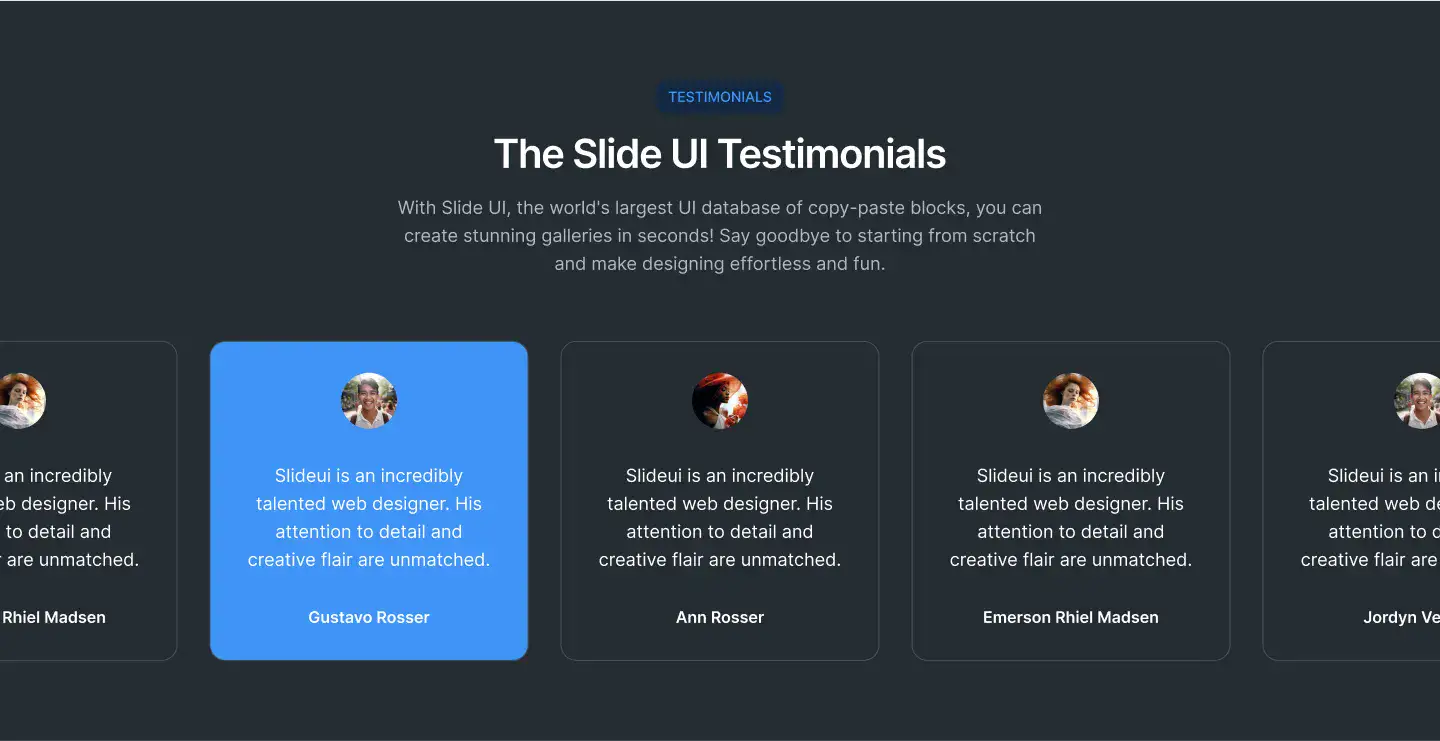 TESTIMONIALS
The Slide UI Testimonials
With Slide UI, the world's largest UI database of copy-paste blocks, you can
create stunning galleries in seconds! Say goodbye to starting from scratch
and make designing effortless and fun.
an incredibly
designer. His
to detail and
are unmatched.
Rhiel Madsen
Slideui is an incredibly
talented web designer. His
attention to detail and
creative flair are unmatched.
Gustavo Rosser
Slideui is an incredibly
talented web designer. His
attention to detail and
creative flair are unmatched.
Ann Rosser
Slideui is an incredibly
talented web designer. His
attention to detail and
creative flair are unmatched.
Emerson Rhiel Madsen
Slideui is an
talented web
attention to
creative flair are
Jordyn